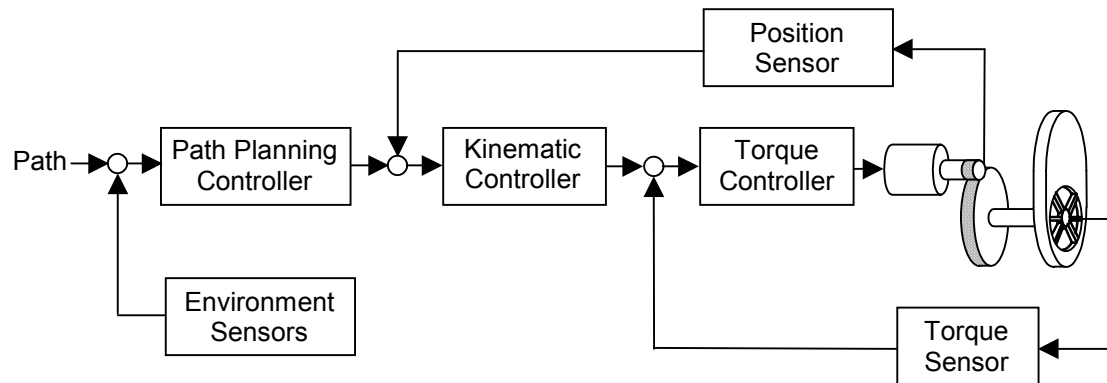 Position
Sensor
Path
Path Planning
Controller
Kinematic
Controller
Torque
Controller
Environment
Sensors
Torque
Sensor